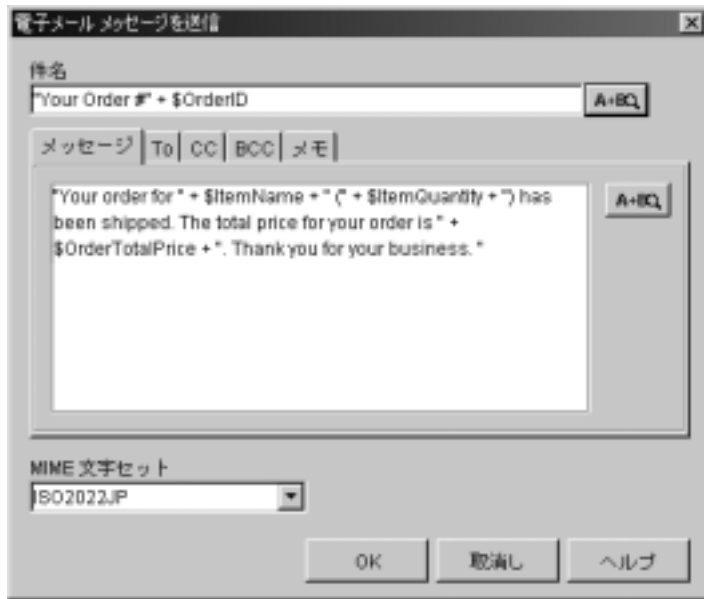 電子メール メッセージを送信
件名
"Your Order #" + $OrderID
A+B
メッセージ To CC BCC メモ
"Your order for " + $ItemName + " (" + $ItemQuantity + ") has
been shipped. The total price for your order is " +
$OrderTotalPrice + ". Thank you for your business. "
A+B
MIME 文字セット
ISO2022JP
OK 取消し ヘルプ